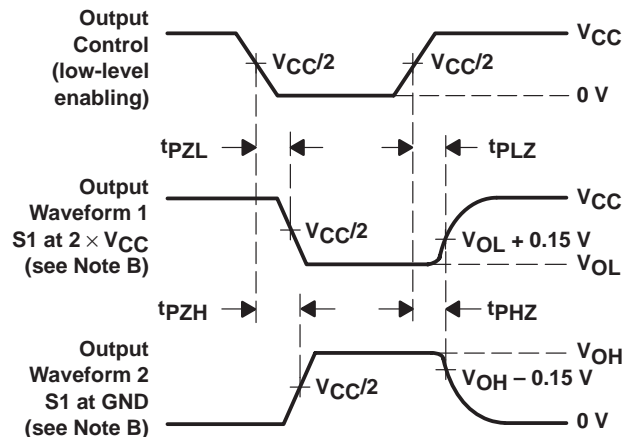 Output
Control
(low-level
enabling)
VCC/2
VCC/2
VCC
0 V
tPZL
tPLZ
Output
Waveform 1
S1 at 2 × VCC
(see Note B)
VCC/2
VCC
VOL + 0.15 V
VOL
tPZH
tPHZ
Output
Waveform 2
S1 at GND
(see Note B)
VCC/2
VOH
VOH – 0.15 V
0 V